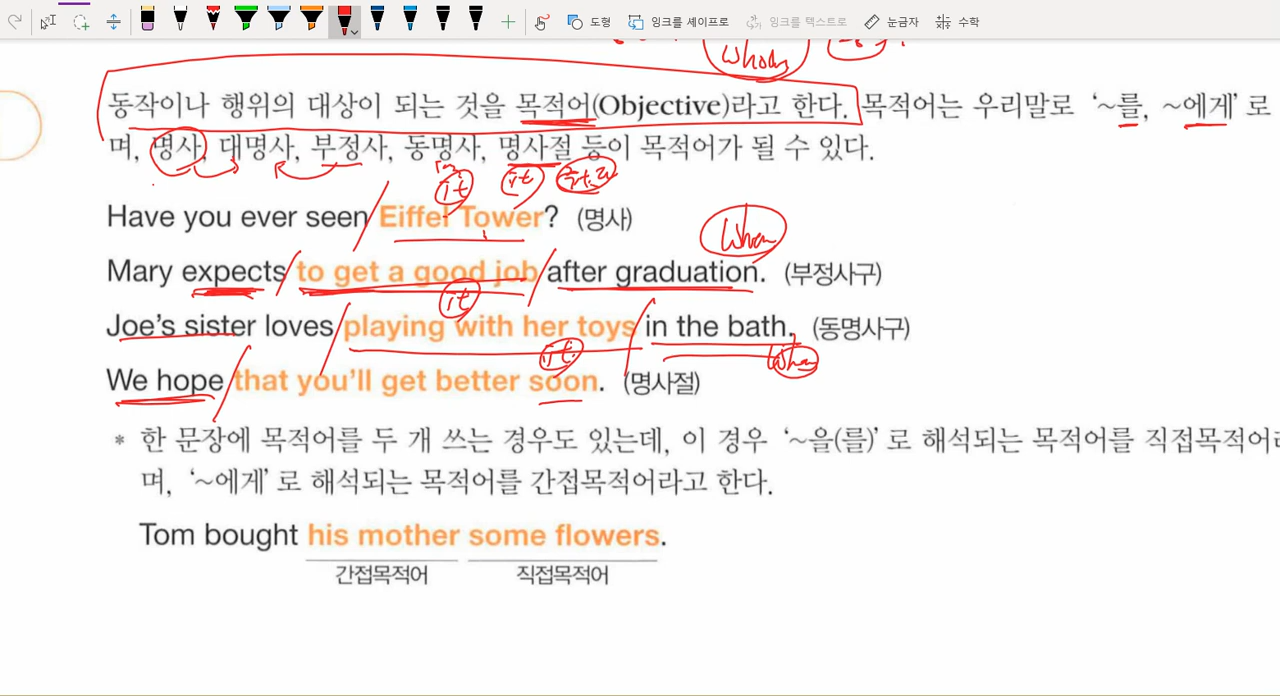 도형 잉크를 셰이프로 잉크를 텍스트로 눈금자 수학
동작이나 행위의 대상이 되는 것을 목적어(Objective)라고 한다. 목적어는 우리말로 ‘~를, ~에게’ 로
며, 명사, 대명사, 부정사, 동명사, 명사절 등이 목적어가 될 수 있다.
it it
Have you ever seen Eiffel Tower? (명사)
When
Mary expects to get a good job after graduation. (부정사구)
it
Joe’s sister loves playing with her toys in the bath. (동명사구)
it
We hope that you’ll get better soon. (명사절)
* 한 문장에 목적어를 두 개 쓰는 경우도 있는데, 이 경우 ‘~을(를)’ 로 해석되는 목적어를 직접목적어
며, ‘~에게’ 로 해석되는 목적어를 간접목적어라고 한다.
Tom bought his mother some flowers.
간접목적어 직접목적어